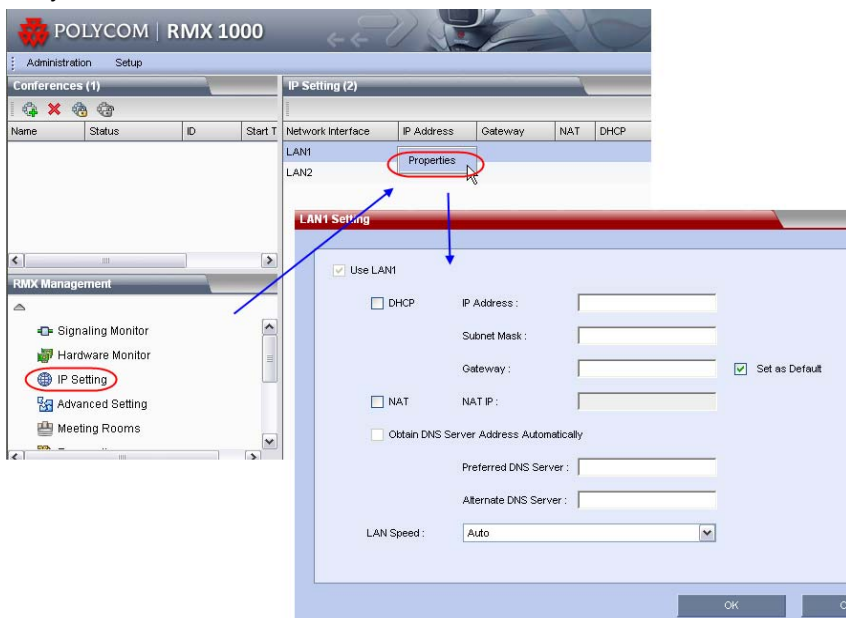 POLYCOM | RMX 1000
Administration Setup
Conferences (1)
Name Status ID Start T
IP Setting (2)
Network Interface IP Address Gateway NAT DHCP
LAN1
Properties
LAN2
RMX Management
Signaling Monitor
Hardware Monitor
IP Setting
Advanced Setting
Meeting Rooms
LAN1 Setting
Use LAN1
DHCP IP Address :
Subnet Mask :
Gateway : Set as Default
NAT NAT IP :
Obtain DNS Server Address Automatically
Preferred DNS Server :
Alternate DNS Server :
LAN Speed : Auto
OK